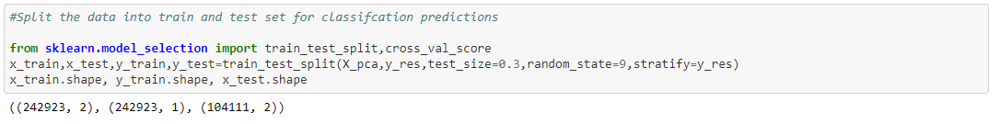 #Split the data into train and test set for classifcation predictions
from sklearn.model_selection import train_test_split,cross_val_score
x_train,x_test,y_train,y_test=train_test_split(X_pca,y_res,test_size=0.3,random_state=9,stratify=y_res)
x_train.shape, y_train.shape, x_test.shape
((242923, 2), (242923, 1), (104111, 2))